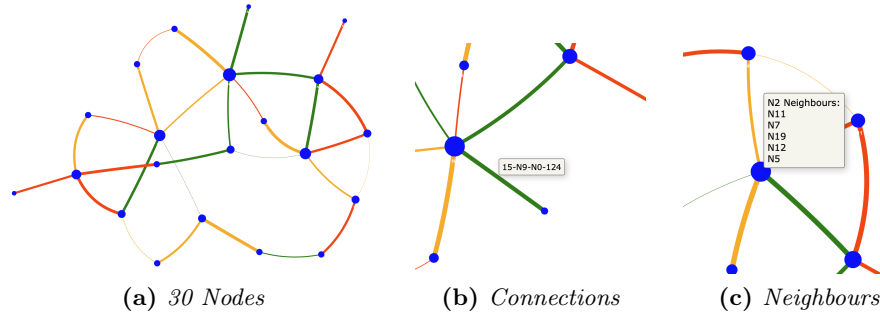 15-N9-N0-124
N2 Neighbours:
N11
N7
N19
N12
N5
(a) 30 Nodes
(b) Connections
(c) Neighbours